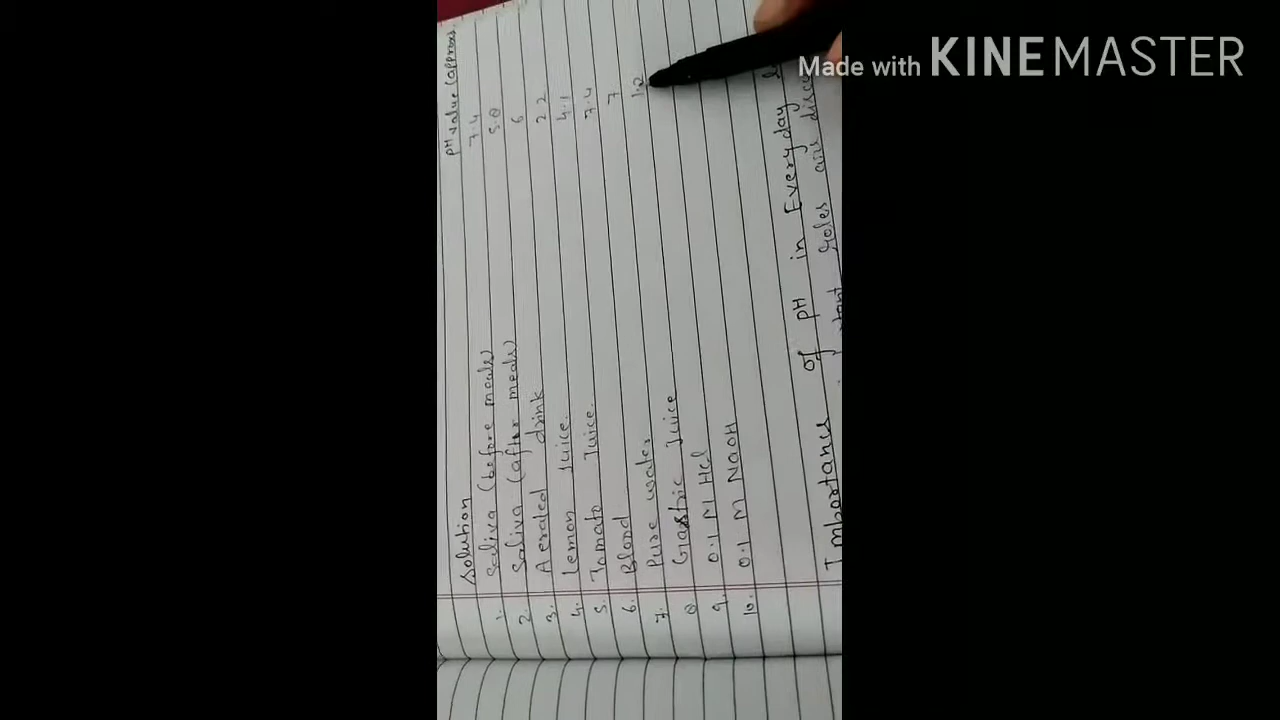 Made with KINEMASTER
Solution pH value (approx.
1. Saliva (before meals) 7.4
2. Saliva (after meals) 5.8
3. Aerated drink 6
4. Lemon Juice. 2.2
5. Tomato Juice. 4.1
6. Blood 7.4
7. Pure water 7
8 Gastric Juice 1.2
9. 0.1 M HCl
10. 0.1 M NaOH
Importance of pH in Everyday
roles are